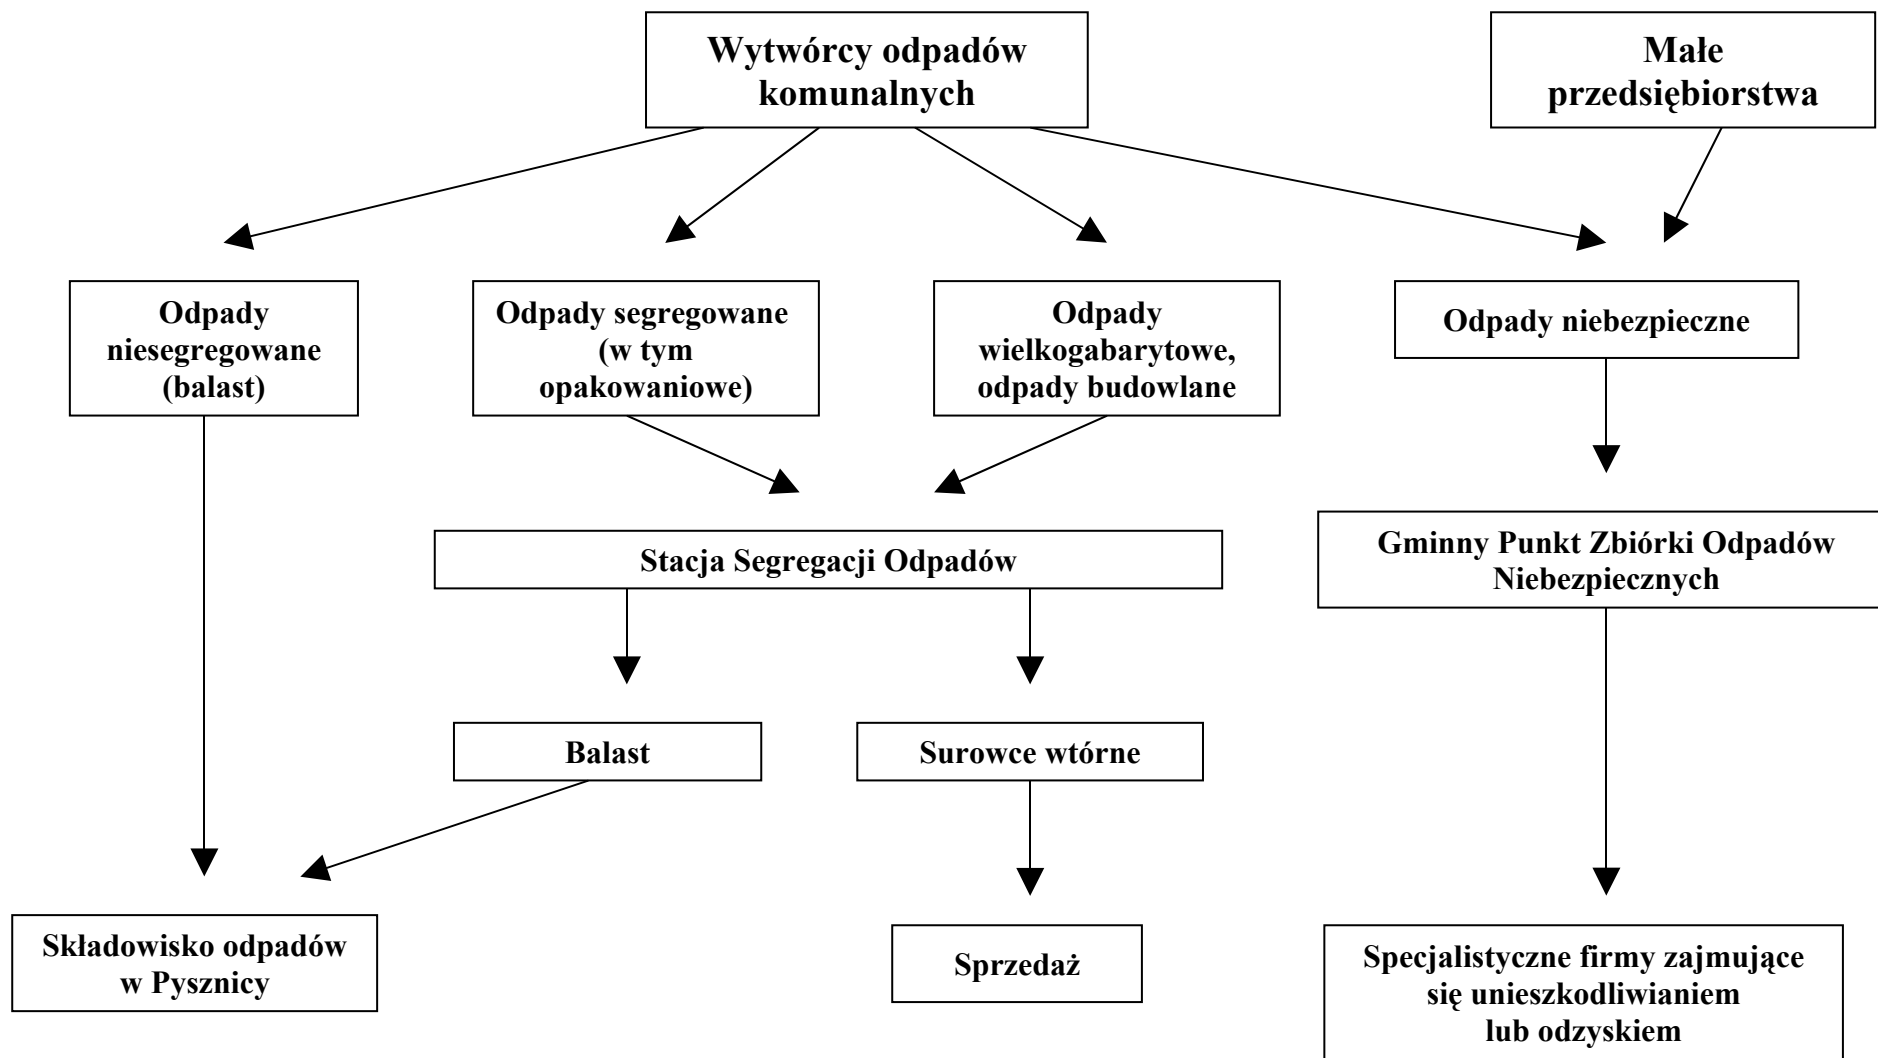 Wytwórcy odpadów
komunalnych
Małe
przedsiębiorstwa
Odpady
niesegregowane
(balast)
Odpady segregowane
(w tym
opakowaniowe)
Odpady
wielkogabarytowe,
odpady budowlane
Odpady niebezpieczne
Stacja Segregacji Odpadów
Gminny Punkt Zbiórki Odpadów
Niebezpiecznych
Balast
Surowce wtórne
Składowisko odpadów
w Pysznicy
Sprzedaż
Specjalistyczne firmy zajmujące
się unieszkodliwianiem
lub odzyskiem